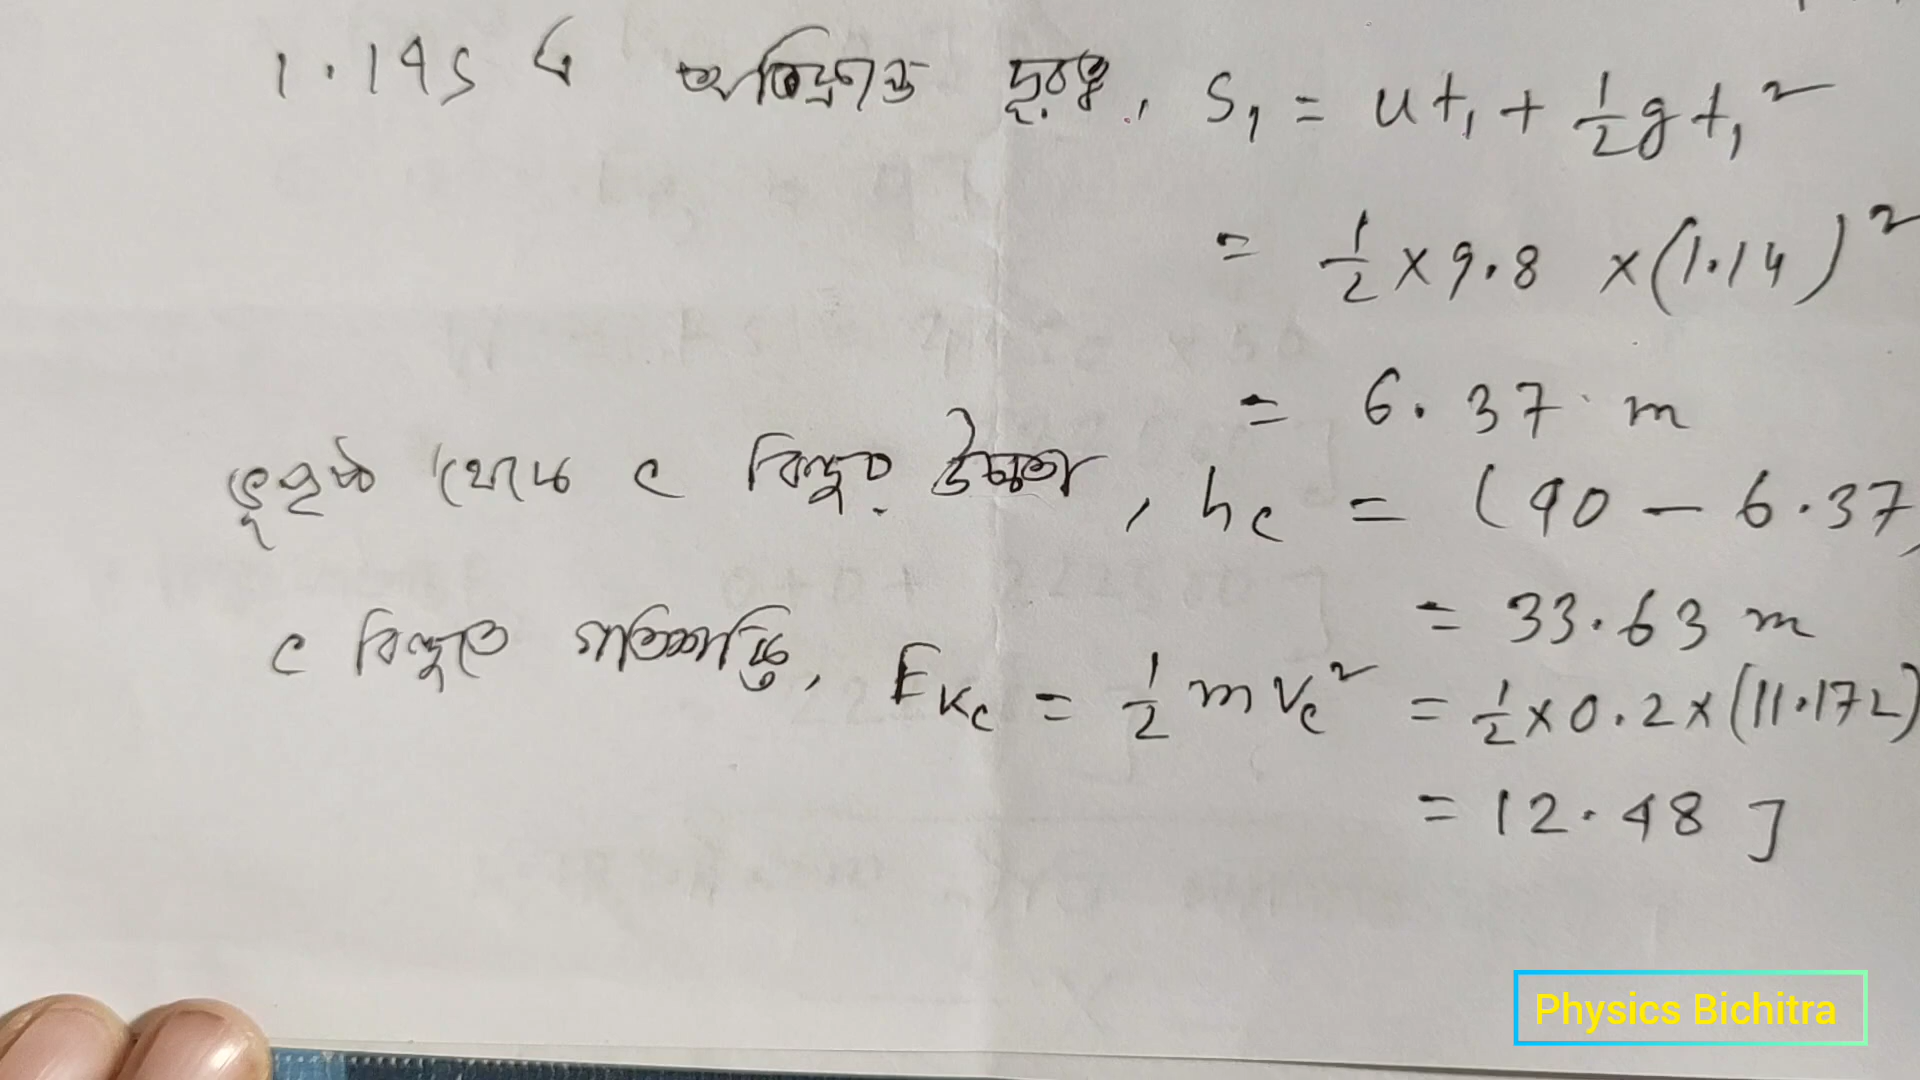 1.14s এ অতিক্রান্ত দূরত্ব, S₁ = ut₁ + ½gt₁²
= ½ × 9.8 × (1.14)²
= 6.37 m
ভূপৃষ্ঠ থেকে C বিন্দুর উচ্চতা, h_c = (40 - 6.37)
= 33.63 m
C বিন্দুতে গতিশক্তি, E_Kc = ½ m v_c² = ½ × 0.2 × (11.172)
= 12.48 J
Physics Bichitra